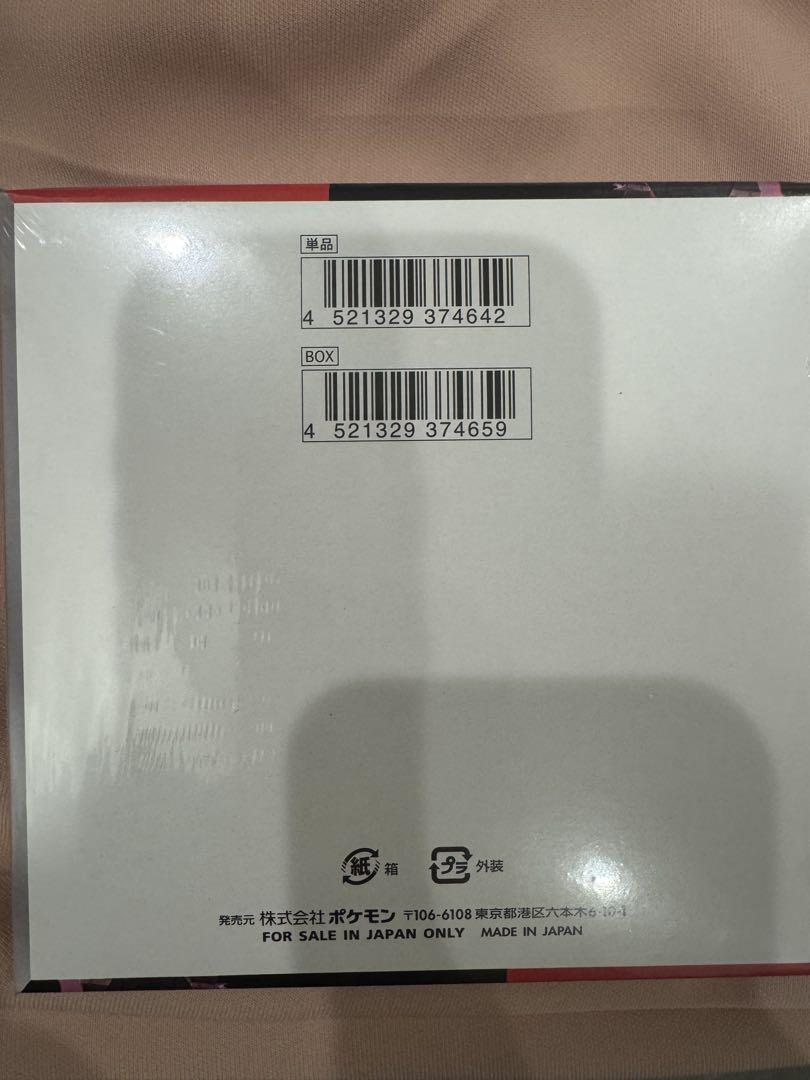 単品
4 521329 374642
BOX
4 521329 374659
紙 箱
プラ 外装
発売元 株式会社 ポケモン 〒106-6108 東京都港区六本木6-10-1
FOR SALE IN JAPAN ONLY MADE IN JAPAN